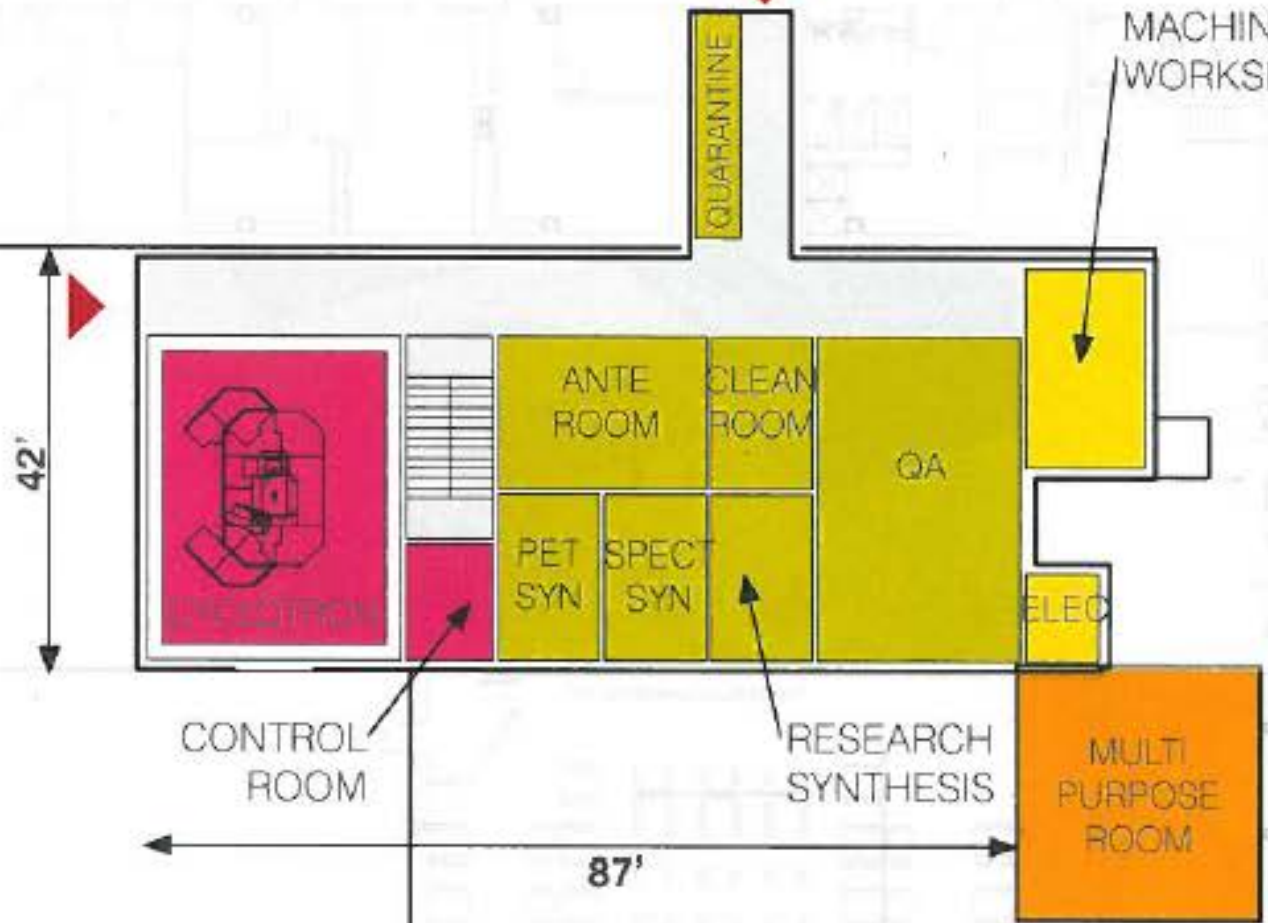 QUARANTINE
MACHIN
WORKS
42'
ANTE
ROOM
CLEAN
ROOM
QA
PET
SYN
SPECT
SYN
CYCLOTRON
ELEC
CONTROL
ROOM
RESEARCH
SYNTHESIS
MULTI
PURPOSE
ROOM
87'